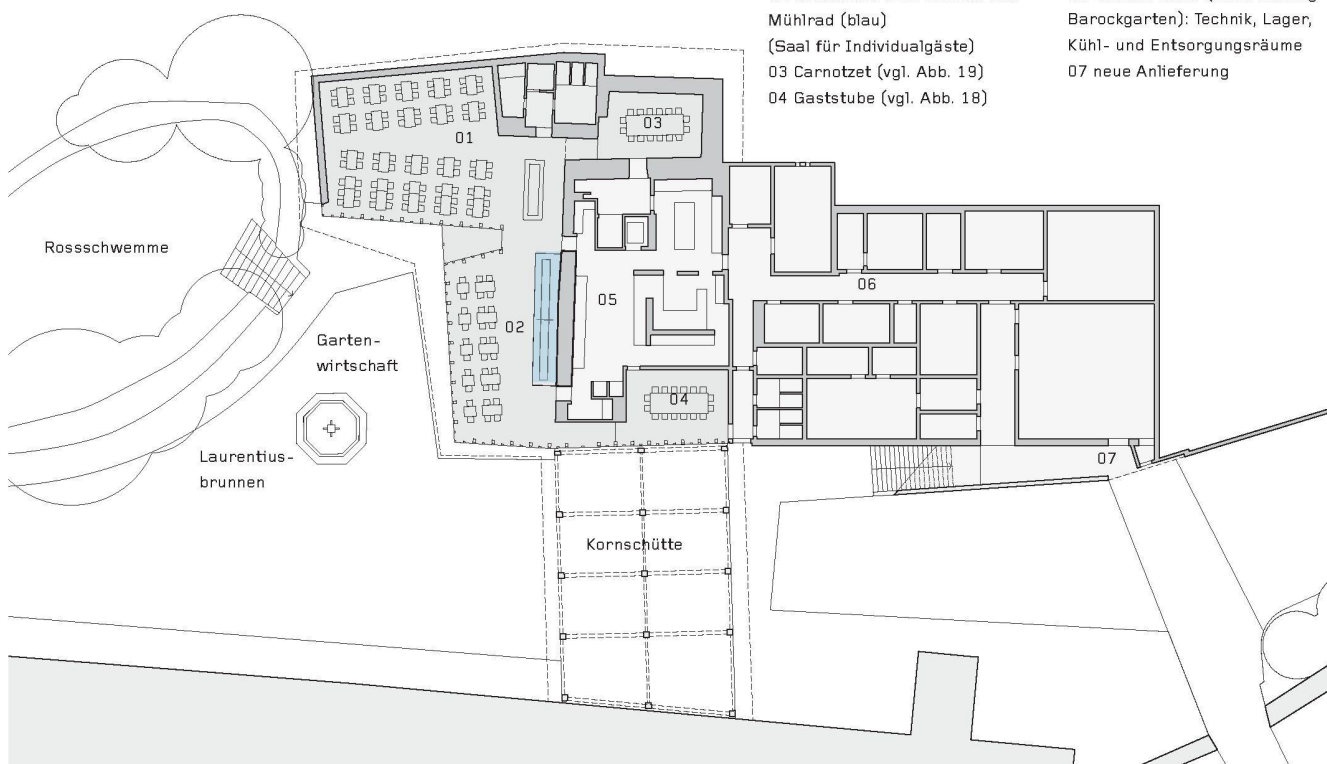 Mühlrad (blau)
(Saal für Individualgäste)
03 Carnotzet (vgl. Abb. 19)
04 Gaststube (vgl. Abb. 18)
Barockgarten): Technik, Lager,
Kühl- und Entsorgungsräume
07 neue Anlieferung
03
01
Rossschwemme
06
05
02
Garten-
wirtschaft
04
Laurentius-
brunnen
07
Kornschütte